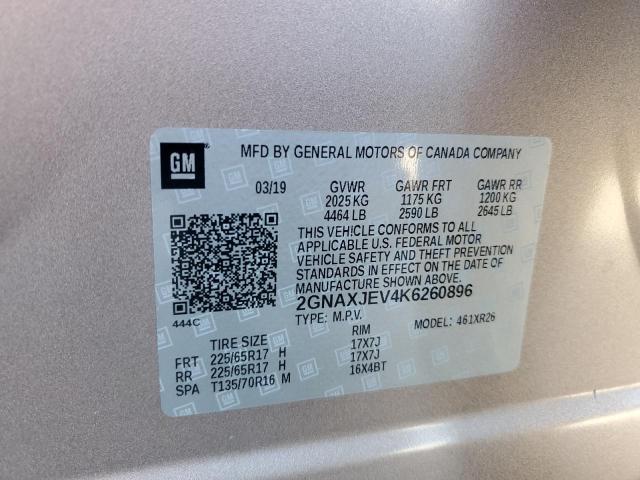 GM
MFD BY GENERAL MOTORS OF CANADA COMPANY
03/19 GVWR GAWR FRT GAWR RR
2025 KG 1175 KG 1200 KG
4464 LB 2590 LB 2645 LB
THIS VEHICLE CONFORMS TO ALL
APPLICABLE U.S. FEDERAL MOTOR
VEHICLE SAFETY AND THEFT PREVENTION
STANDARDS IN EFFECT ON THE DATE OF
MANUFACTURE SHOWN ABOVE.
2GNAXJEV4K6260896
444C TYPE: M.P.V. MODEL: 461XR26
TIRE SIZE RIM
FRT 225/65R17 H 17X7J
RR 225/65R17 H 17X7J
SPA T135/70R16 M 16X4BT